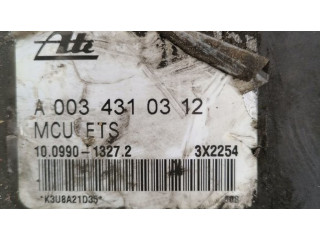 Ate
A 003 431 03 12
MCU ETS
10.0990-1327.2 3X2254
*K3U8A21D35*